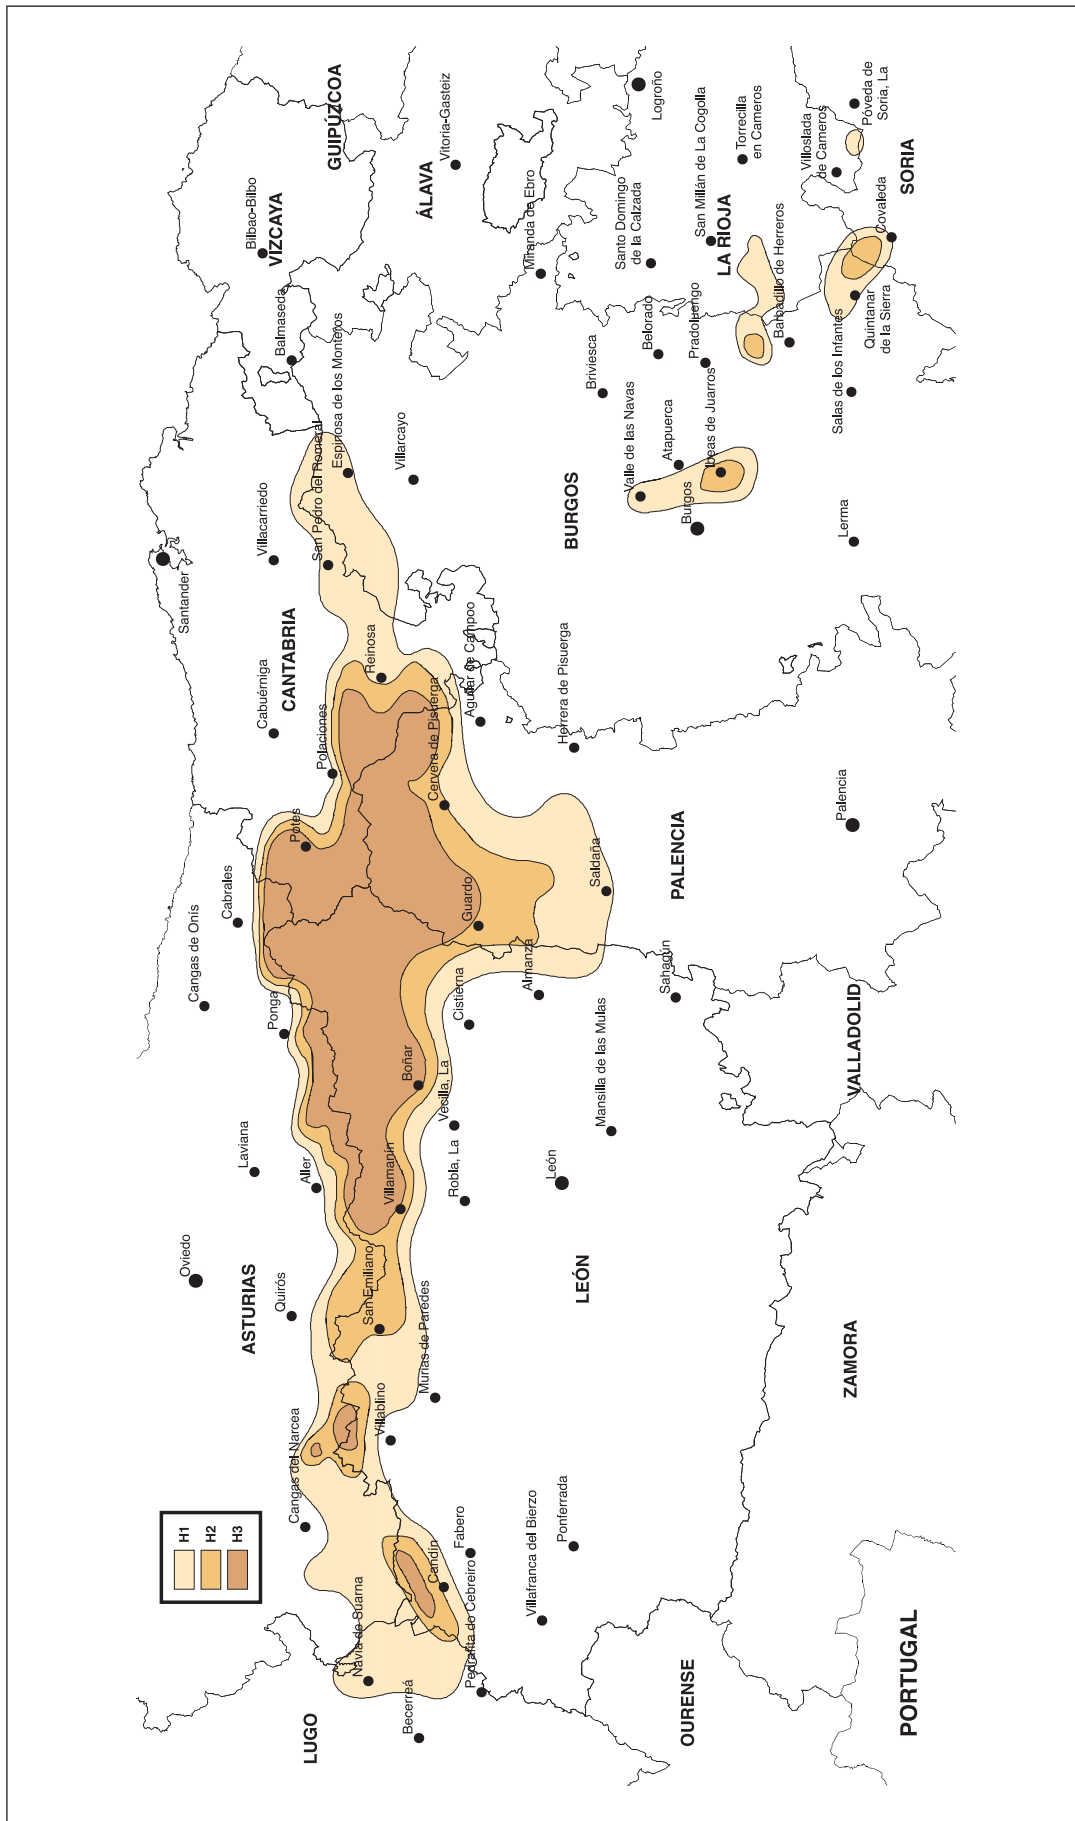 H1
H2
H3
LUGO
Becerreá
Navia de Suarna
Pedrafita do Cebreiro
Cangas del Narcea
Candín
Fabero
Villafranca del Bierzo
Ponferrada
OURENSE
PORTUGAL
ZAMORA
Oviedo
ASTURIAS
Quirós
Laviana
Aller
Villablino
Murias de Paredes
San Emiliano
Villamanín
Robla, La
Vecilla, La
León
LEÓN
Mansilla de las Mulas
Boñar
Cistierna
Almanza
Sahagún
VALLADOLID
Cangas de Onís
Ponga
Cabrales
Potes
Guardo
Saldaña
PALENCIA
Palencia
Polaciones
Cabuérniga
CANTABRIA
Reinosa
Cervera de Pisuerga
Aguilar de Campoo
Herrera de Pisuerga
Santander
Villacarriedo
San Pedro del Romeral
Espinosa de los Monteros
Villarcayo
BURGOS
Burgos
Valle de las Navas
Atapuerca
Ibeas de Juarros
Lerma
Balmaseda
Bilbao-Bilbo
VIZCAYA
GUIPÚZCOA
ÁLAVA
Vitoria-Gasteiz
Miranda de Ebro
Briviesca
Belorado
Pradoluengo
Santo Domingo
de la Calzada
Logroño
San Millán de La Cogolla
LA RIOJA
Torrecilla
en Cameros
Barbadillo de Herreros
Salas de los Infantes
Quintanar
de la Sierra
Covaleda
Villoslada
de Cameros
Póveda de
Soria, La
SORIA